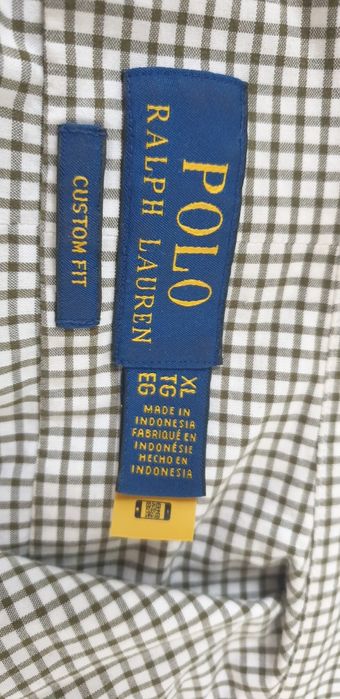 POLO
RALPH LAUREN
CUSTOM FIT
XL
TG
EG
MADE IN
INDONESIA
FABRIQUÉ EN
INDONÉSIE
HECHO EN
INDONESIA